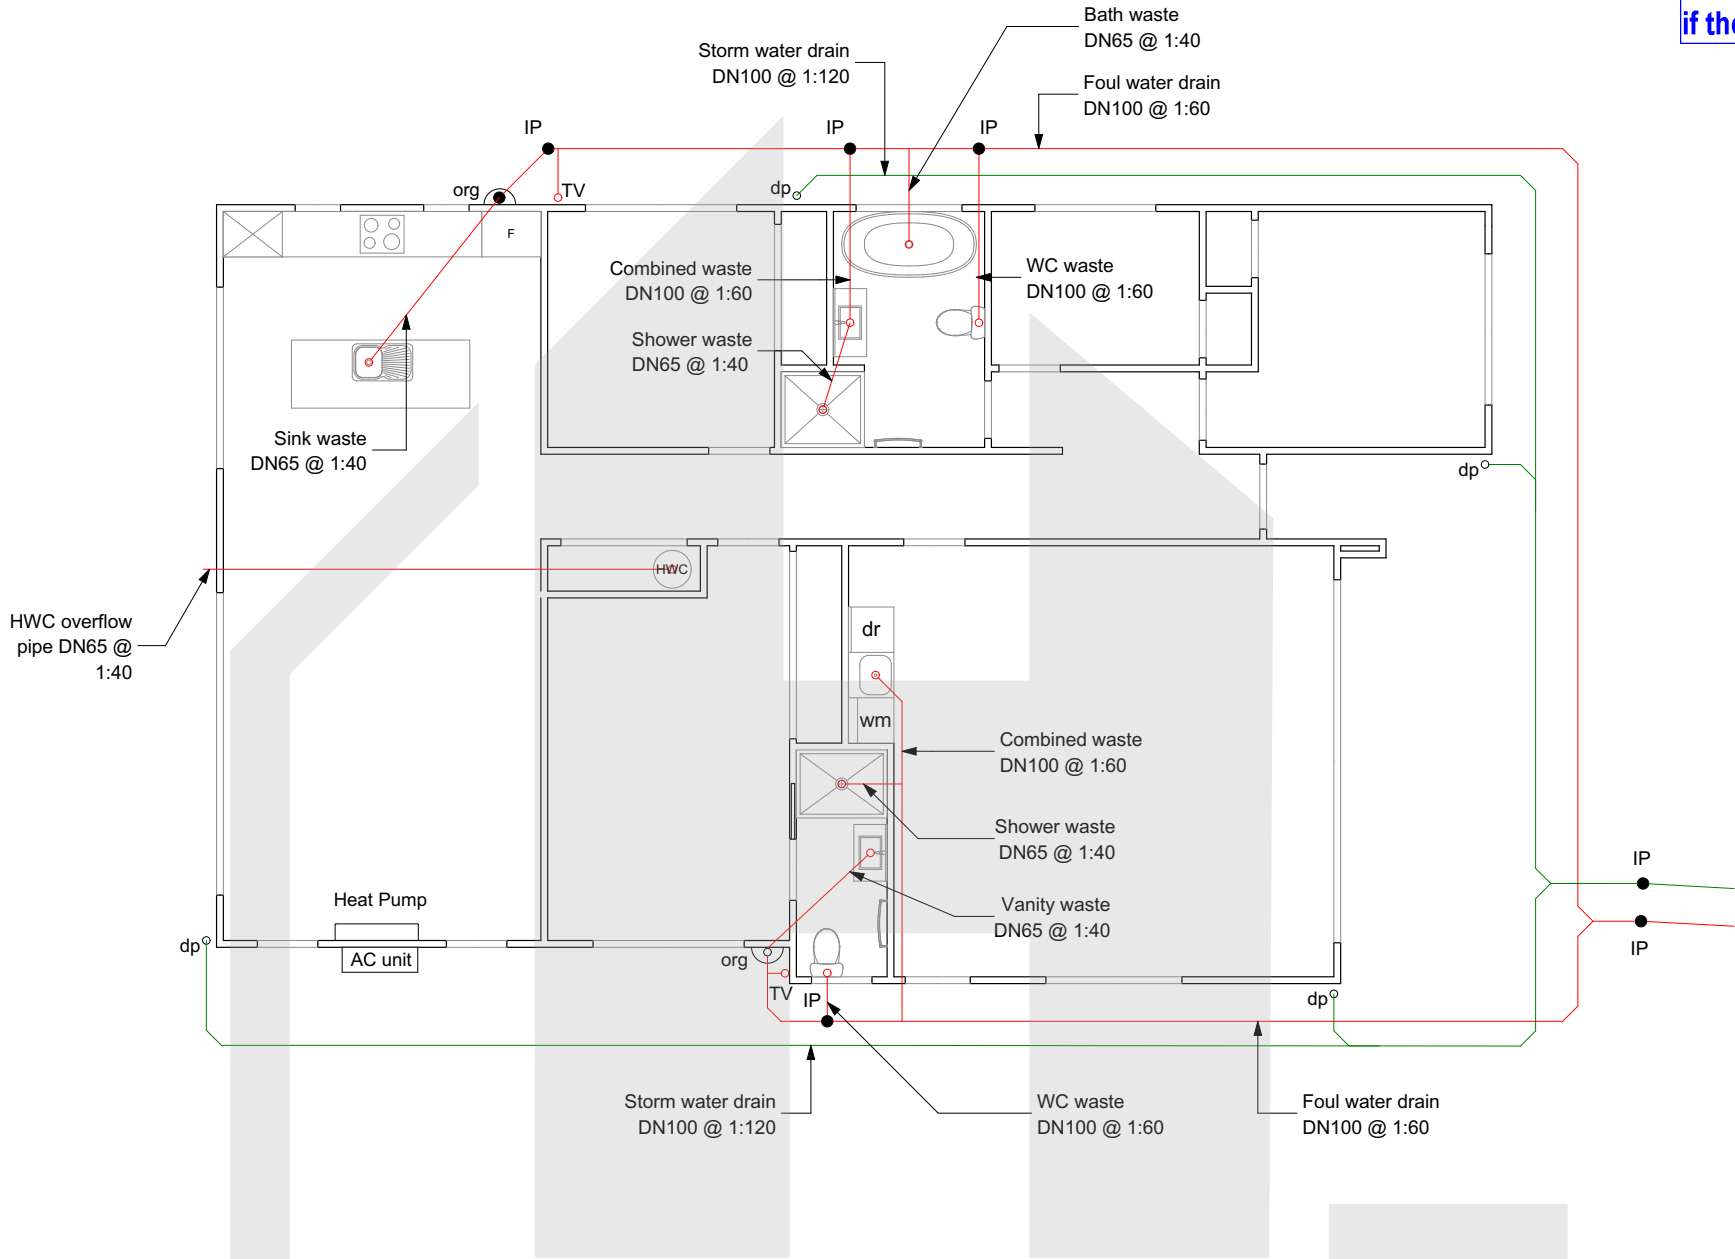 Bath waste
DN65 @ 1:40
if the
Storm water drain
DN100 @ 1:120
Foul water drain
DN100 @ 1:60
IP
IP
IP
org
TV
dp
F
Combined waste
DN100 @ 1:60
WC waste
DN100 @ 1:60
Shower waste
DN65 @ 1:40
Sink waste
DN65 @ 1:40
dp
HWC
HWC overflow
pipe DN65 @
1:40
dr
wm
Combined waste
DN100 @ 1:60
Shower waste
DN65 @ 1:40
IP
Heat Pump
Vanity waste
DN65 @ 1:40
dp
AC unit
org
IP
TV
IP
dp
Storm water drain
DN100 @ 1:120
WC waste
DN100 @ 1:60
Foul water drain
DN100 @ 1:60